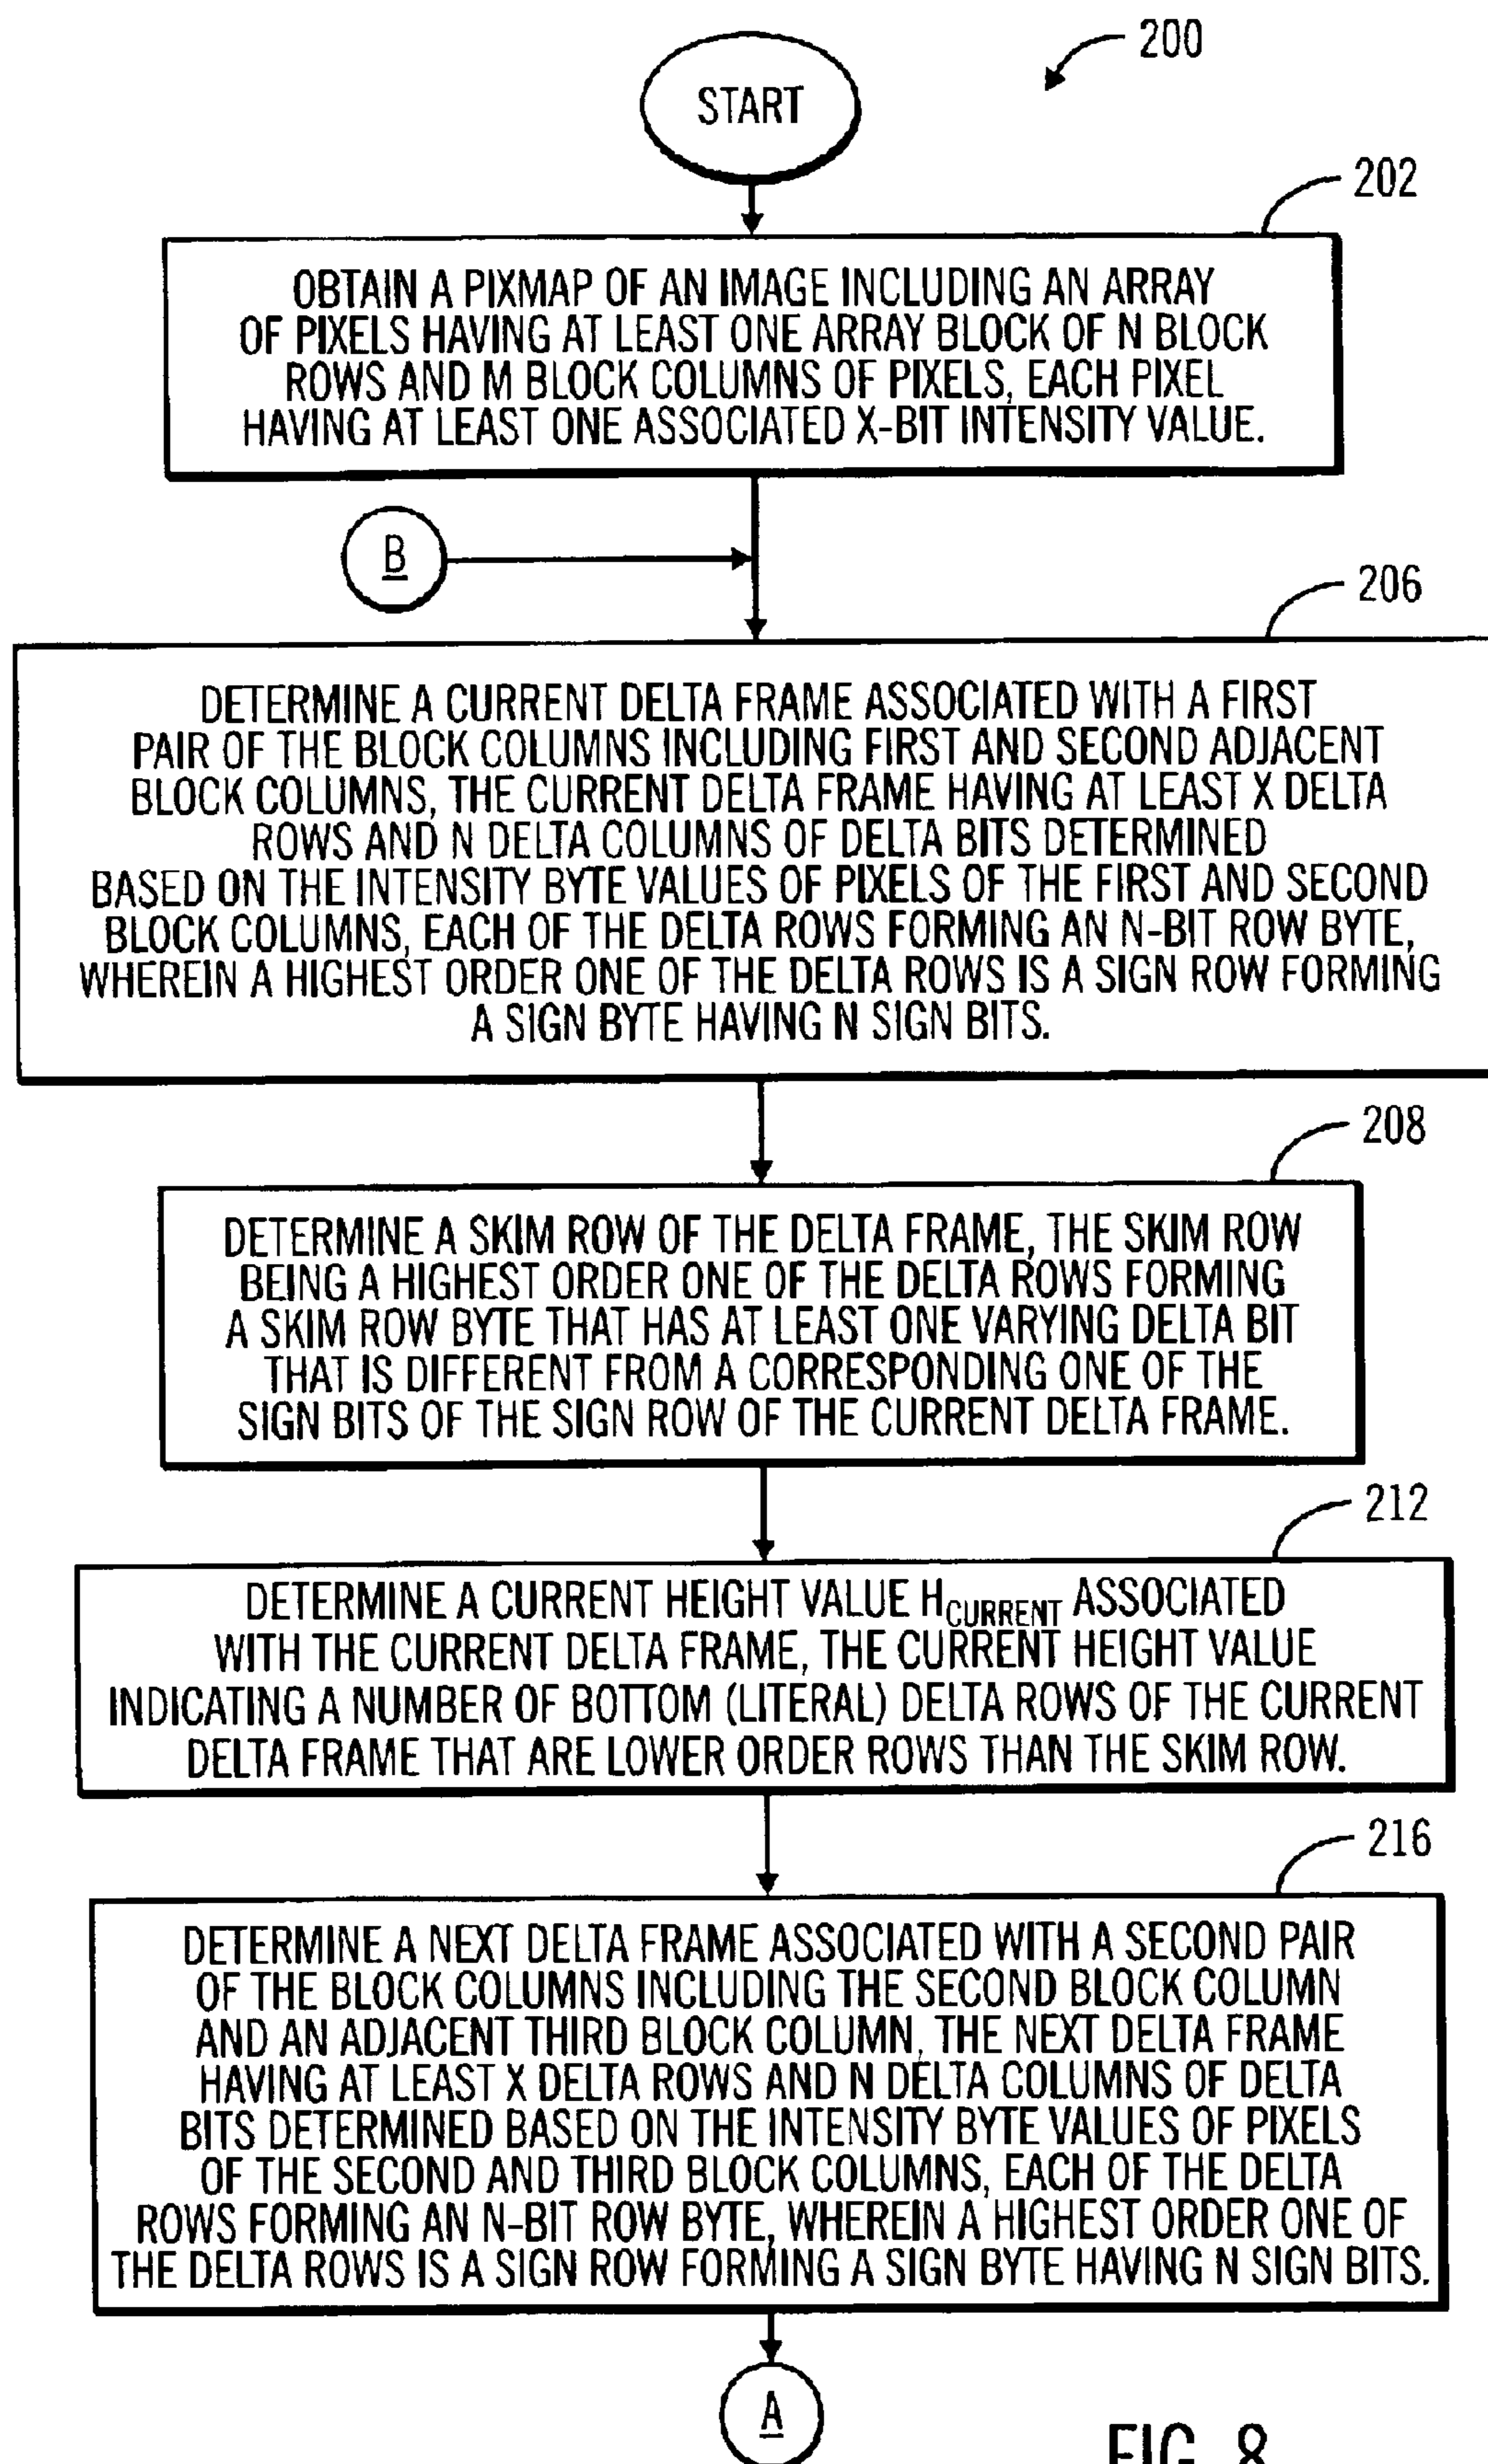 200
START
202
OBTAIN A PIXMAP OF AN IMAGE INCLUDING AN ARRAY
OF PIXELS HAVING AT LEAST ONE ARRAY BLOCK OF N BLOCK
ROWS AND M BLOCK COLUMNS OF PIXELS, EACH PIXEL
HAVING AT LEAST ONE ASSOCIATED X-BIT INTENSITY VALUE.
B
206
DETERMINE A CURRENT DELTA FRAME ASSOCIATED WITH A FIRST
PAIR OF THE BLOCK COLUMNS INCLUDING FIRST AND SECOND ADJACENT
BLOCK COLUMNS, THE CURRENT DELTA FRAME HAVING AT LEAST X DELTA
ROWS AND N DELTA COLUMNS OF DELTA BITS DETERMINED
BASED ON THE INTENSITY BYTE VALUES OF PIXELS OF THE FIRST AND SECOND
BLOCK COLUMNS, EACH OF THE DELTA ROWS FORMING AN N-BIT ROW BYTE,
WHEREIN A HIGHEST ORDER ONE OF THE DELTA ROWS IS A SIGN ROW FORMING
A SIGN BYTE HAVING N SIGN BITS.
208
DETERMINE A SKIM ROW OF THE DELTA FRAME, THE SKIM ROW
BEING A HIGHEST ORDER ONE OF THE DELTA ROWS FORMING
A SKIM ROW BYTE THAT HAS AT LEAST ONE VARYING DELTA BIT
THAT IS DIFFERENT FROM A CORRESPONDING ONE OF THE
SIGN BITS OF THE SIGN ROW OF THE CURRENT DELTA FRAME.
212
DETERMINE A CURRENT HEIGHT VALUE HCURRENT ASSOCIATED
WITH THE CURRENT DELTA FRAME, THE CURRENT HEIGHT VALUE
INDICATING A NUMBER OF BOTTOM (LITERAL) DELTA ROWS OF THE CURRENT
DELTA FRAME THAT ARE LOWER ORDER ROWS THAN THE SKIM ROW.
216
DETERMINE A NEXT DELTA FRAME ASSOCIATED WITH A SECOND PAIR
OF THE BLOCK COLUMNS INCLUDING THE SECOND BLOCK COLUMN
AND AN ADJACENT THIRD BLOCK COLUMN, THE NEXT DELTA FRAME
HAVING AT LEAST X DELTA ROWS AND N DELTA COLUMNS OF DELTA
BITS DETERMINED BASED ON THE INTENSITY BYTE VALUES OF PIXELS
OF THE SECOND AND THIRD BLOCK COLUMNS, EACH OF THE DELTA
ROWS FORMING AN N-BIT ROW BYTE, WHEREIN A HIGHEST ORDER ONE OF
THE DELTA ROWS IS A SIGN ROW FORMING A SIGN BYTE HAVING N SIGN BITS.
A
FIG. 8